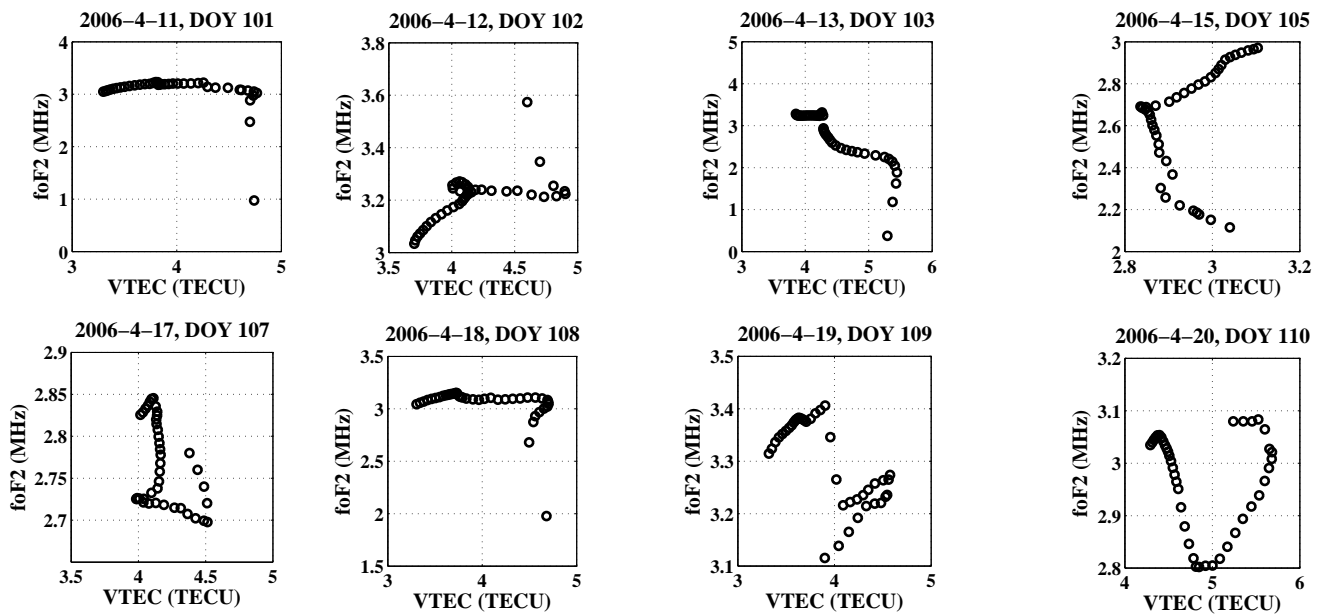 2006–4–11, DOY 101
foF2 (MHz)
4
3
2
1
0
3 4 5
VTEC (TECU)
2006–4–12, DOY 102
foF2 (MHz)
3.8
3.6
3.4
3.2
3
3.5 4 4.5 5
VTEC (TECU)
2006–4–13, DOY 103
foF2 (MHz)
5
4
3
2
1
0
3 4 5 6
VTEC (TECU)
2006–4–15, DOY 105
foF2 (MHz)
3
2.8
2.6
2.4
2.2
2
2.8 3 3.2
VTEC (TECU)
2006–4–17, DOY 107
foF2 (MHz)
2.9
2.85
2.8
2.75
2.7
3.5 4 4.5 5
VTEC (TECU)
2006–4–18, DOY 108
foF2 (MHz)
3.5
3
2.5
2
1.5
3 4 5
VTEC (TECU)
2006–4–19, DOY 109
foF2 (MHz)
3.1
3.4
3.3
3.2
3.1
3 4 5
VTEC (TECU)
2006–4–20, DOY 110
foF2 (MHz)
3.2
3.1
3
2.9
2.8
4 5 6
VTEC (TECU)